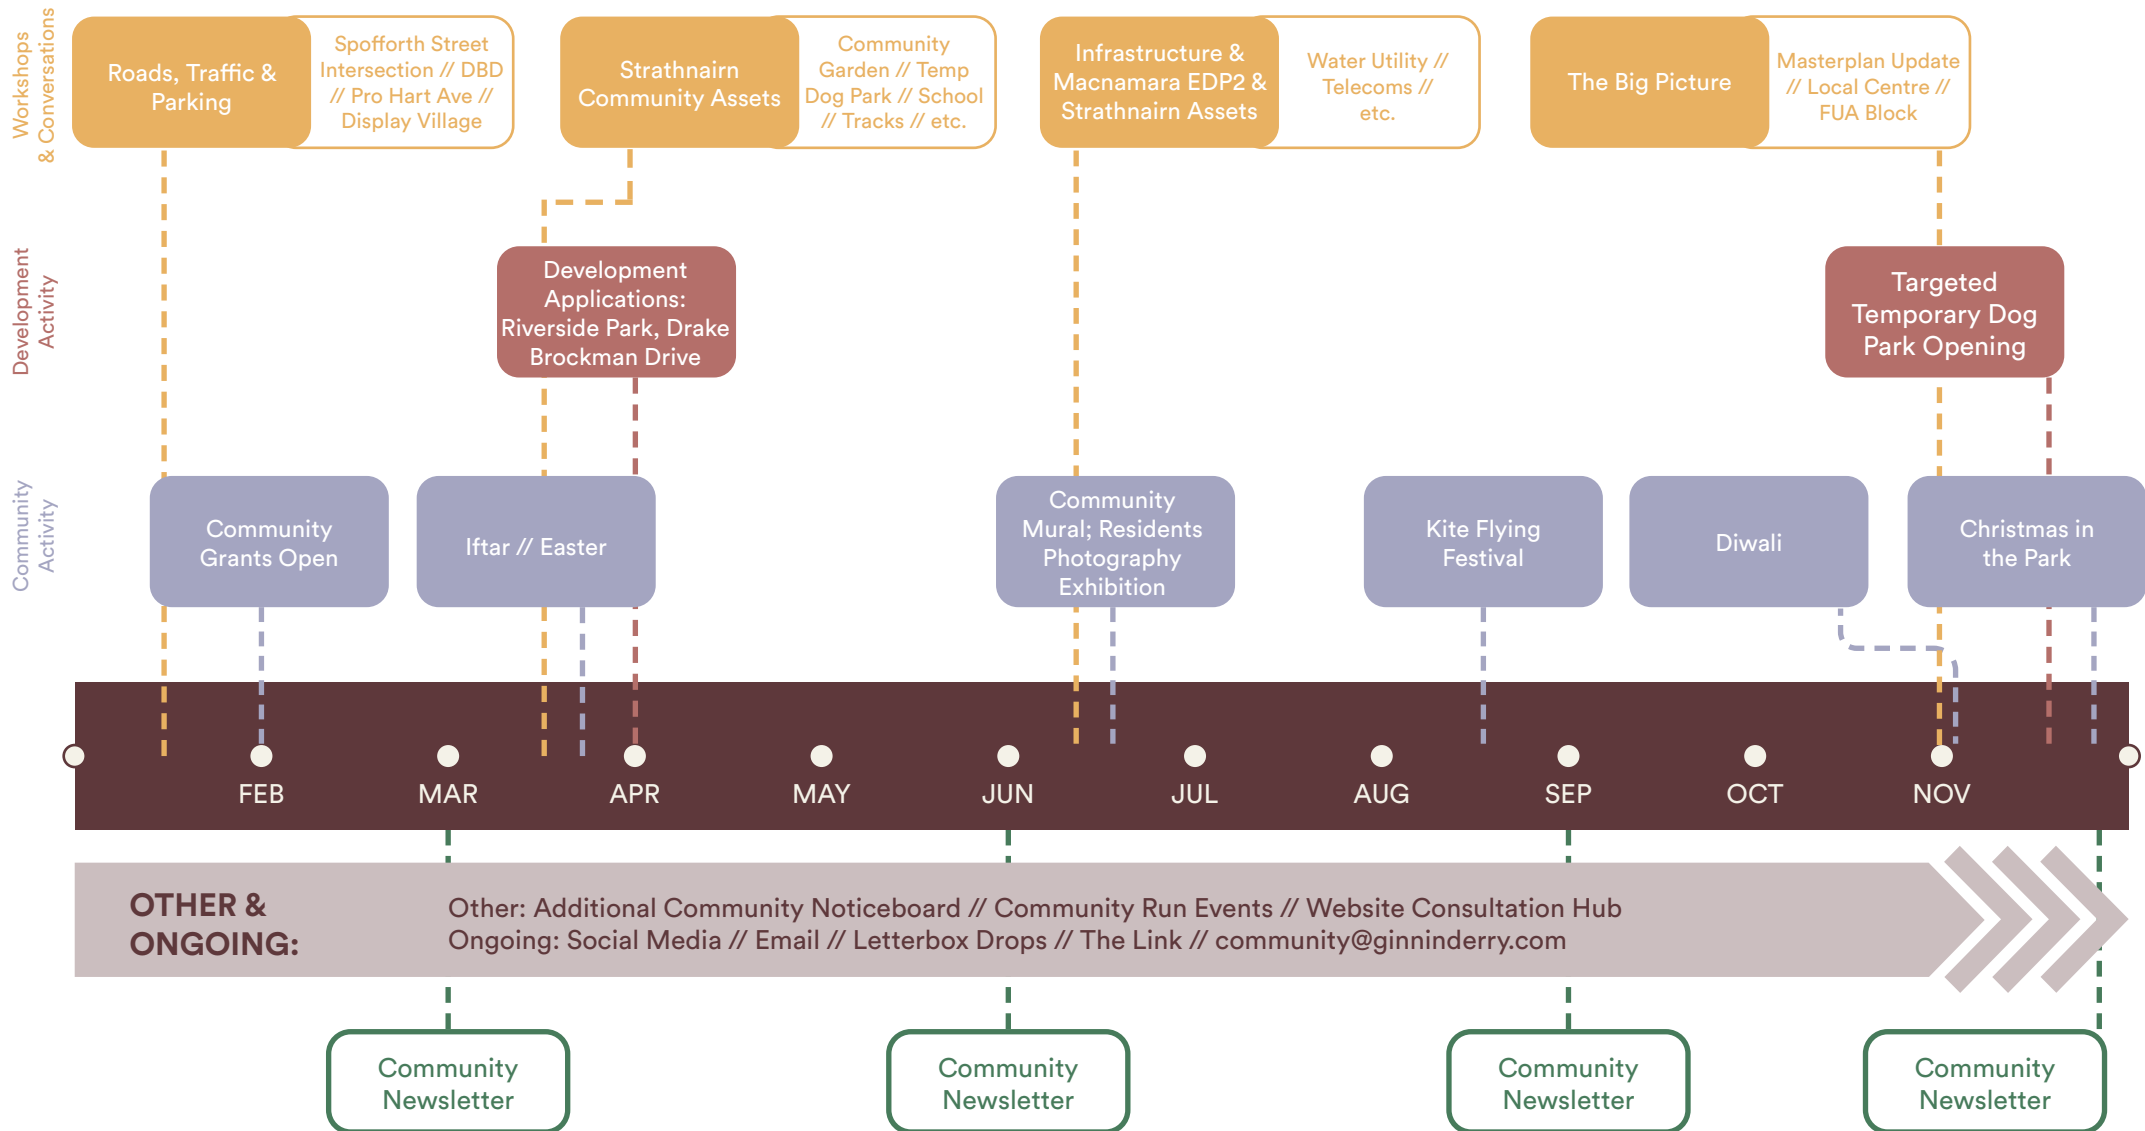 Workshops
& Conversations
Roads, Traffic &
Parking
Spofforth Street
Intersection // DBD
// Pro Hart Ave //
Display Village
Strathnairn
Community Assets
Community
Garden // Temp
Dog Park // School
// Tracks // etc.
Infrastructure &
Macnamara EDP2 &
Strathnairn Assets
Water Utility //
Telecoms //
etc.
The Big Picture
Masterplan Update
// Local Centre //
FUA Block
Development
Activity
Development
Applications:
Riverside Park, Drake
Brockman Drive
Targeted
Temporary Dog
Park Opening
Community
Activity
Community
Grants Open
Iftar // Easter
Community
Mural; Residents
Photography
Exhibition
Kite Flying
Festival
Diwali
Christmas in
the Park
FEB MAR APR MAY JUN JUL AUG SEP OCT NOV
OTHER &
ONGOING:
Other: Additional Community Noticeboard // Community Run Events // Website Consultation Hub
Ongoing: Social Media // Email // Letterbox Drops // The Link // community@ginninderry.com
Community
Newsletter
Community
Newsletter
Community
Newsletter
Community
Newsletter